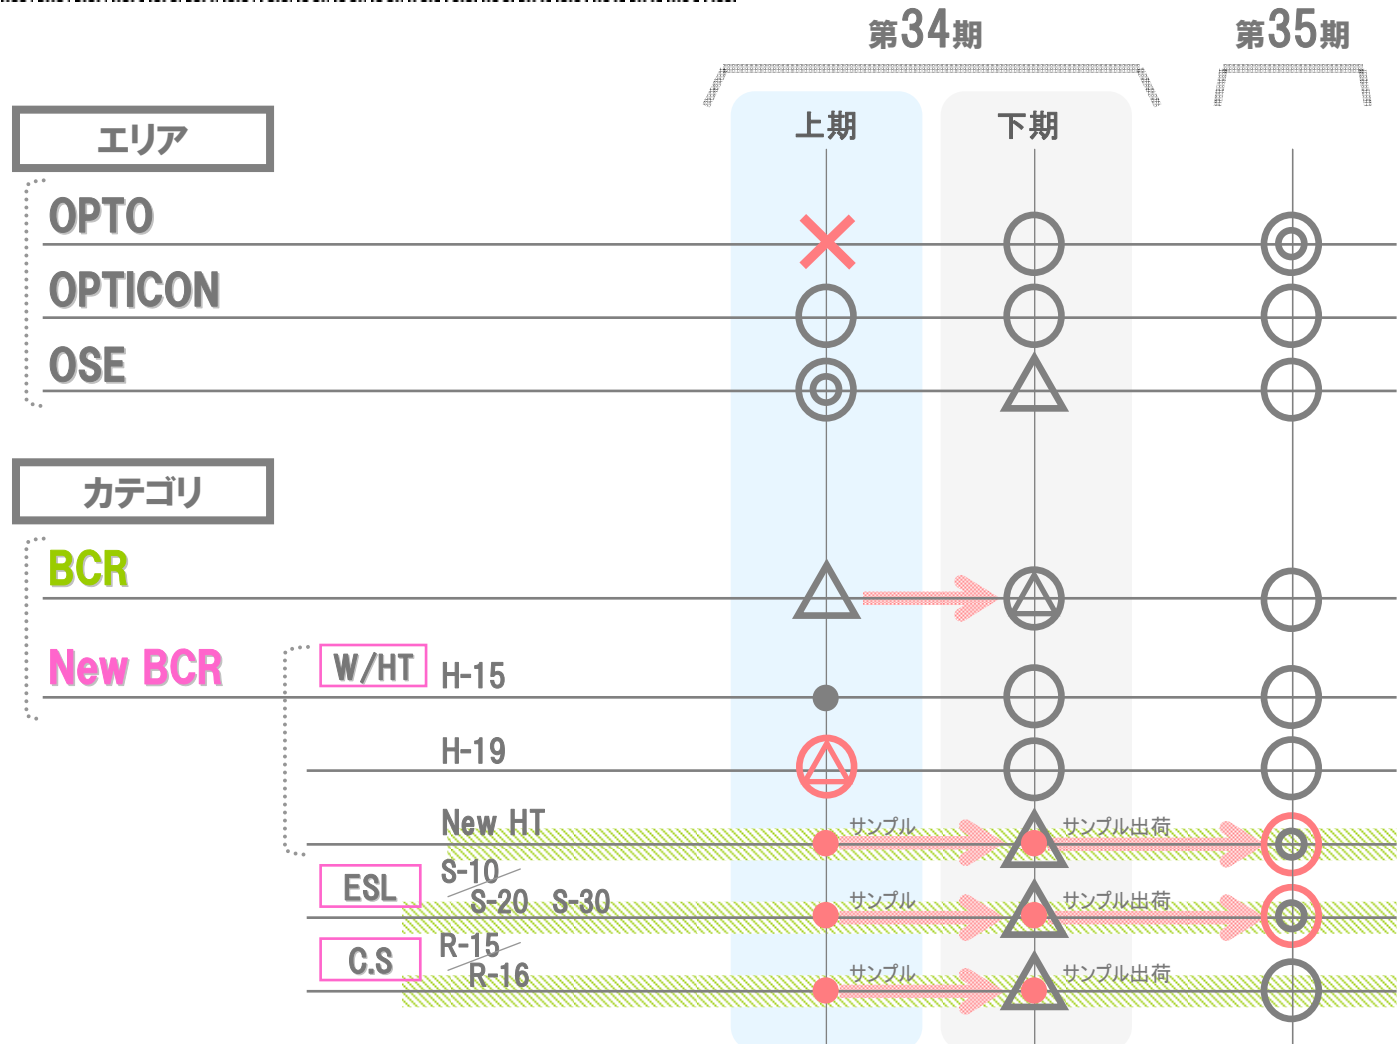 第34期 第35期
上期 下期
エリア
OPTO
OPTICON
OSE
カテゴリ
BCR
New BCR W/HT H-15
H-19
New HT サンプル サンプル出荷
ESL S-10
S-20 S-30 サンプル サンプル出荷
C.S R-15
R-16 サンプル サンプル出荷